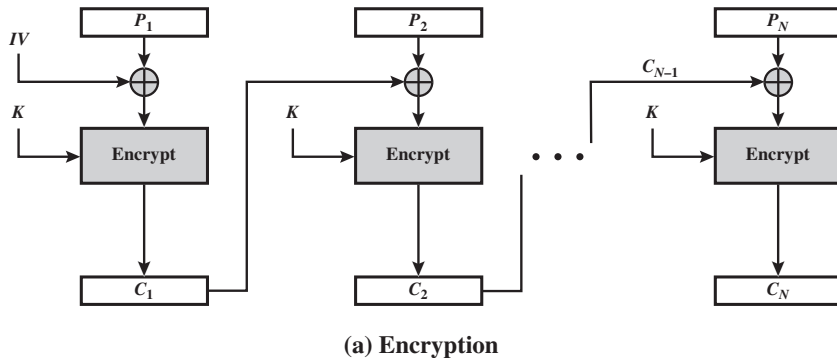 P1
P2
PN
IV
CN–1
K
K
K
Encrypt
Encrypt
Encrypt
C1
C2
CN
(a) Encryption